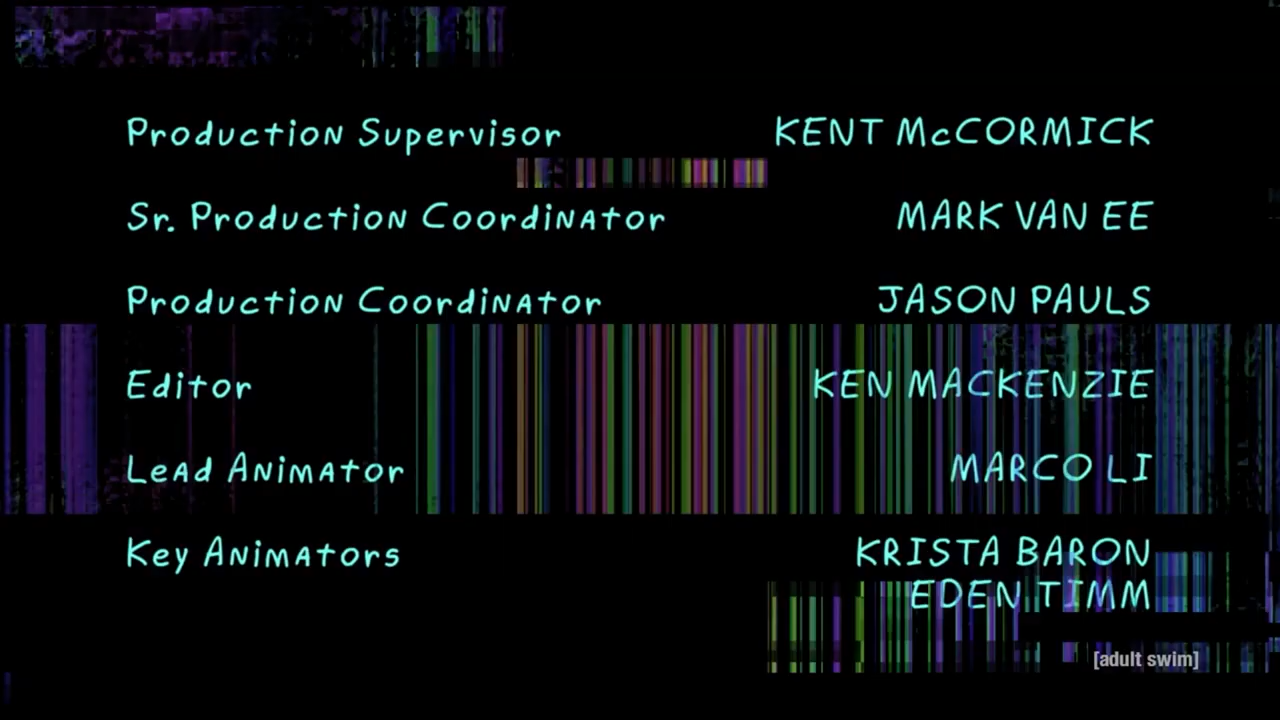 Production Supervisor KENT McCORMICK
Sr. Production Coordinator MARK VAN EE
Production Coordinator JASON PAULS
Editor KEN MACKENZIE
Lead Animator MARCO LI
Key Animators KRISTA BARON
EDEN TIMM
[adult swim]